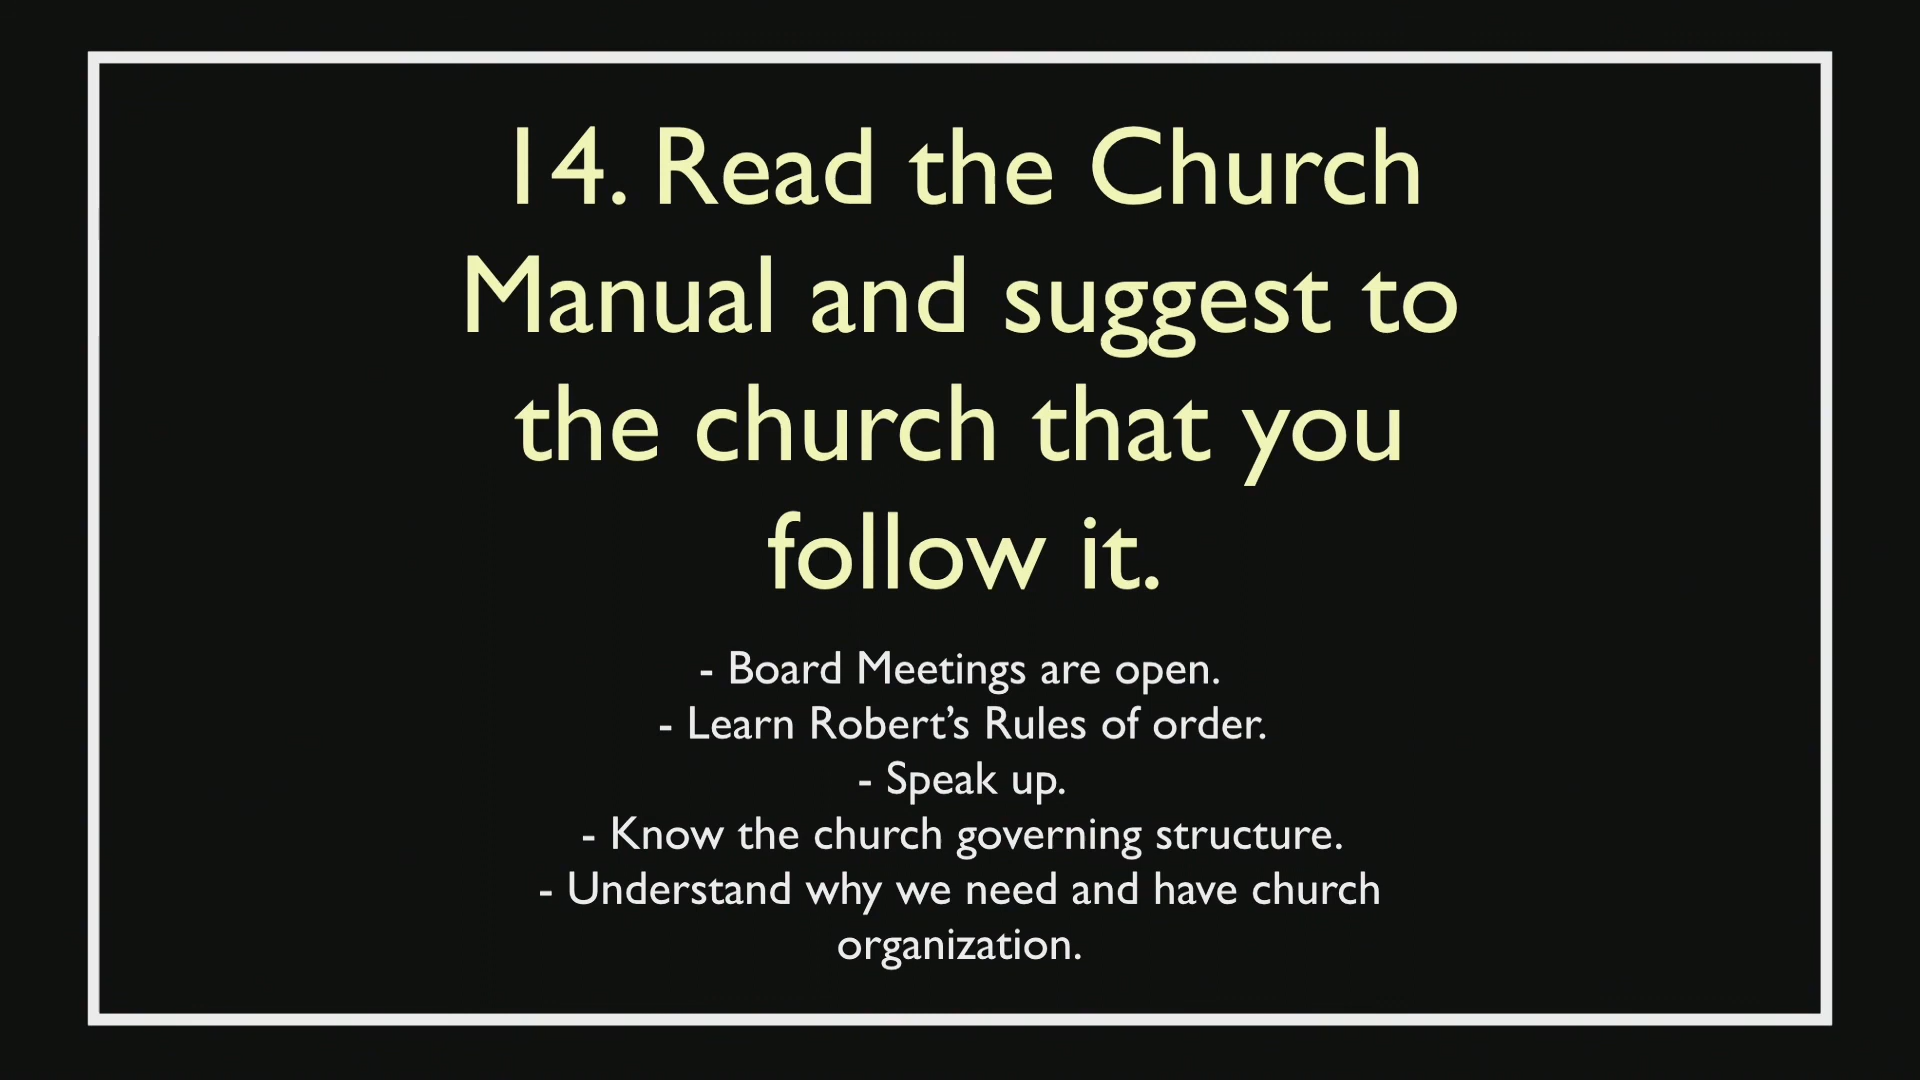 14. Read the Church
Manual and suggest to
the church that you
follow it.
- Board Meetings are open.
- Learn Robert’s Rules of order.
- Speak up.
- Know the church governing structure.
- Understand why we need and have church
organization.